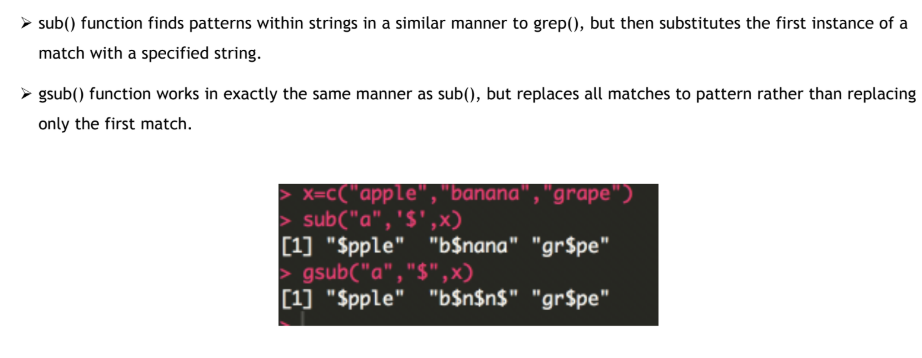 ➢ sub() function finds patterns within strings in a similar manner to grep(), but then substitutes the first instance of a
match with a specified string.
➢ gsub() function works in exactly the same manner as sub(), but replaces all matches to pattern rather than replacing
only the first match.
> x=c("apple","banana","grape")
> sub("a",'$',x)
[1] "$pple"  "b$nana" "gr$pe"
> gsub("a","$",x)
[1] "$pple"  "b$n$n$" "gr$pe"
>